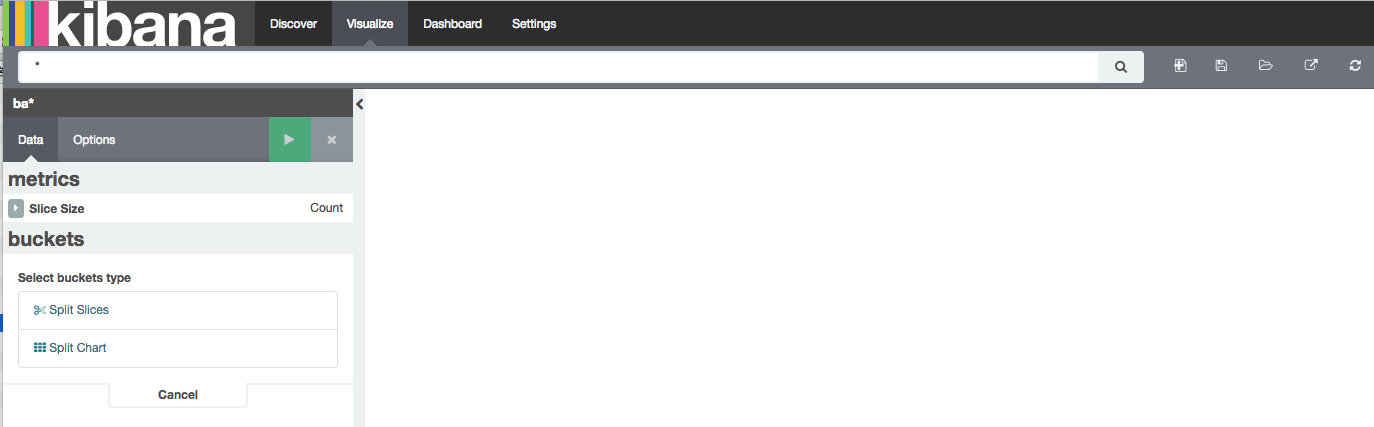 kibana Discover Visualize Dashboard Settings
*
ba*
Data Options
metrics
Slice Size Count
buckets
Select buckets type
Split Slices
Split Chart
Cancel